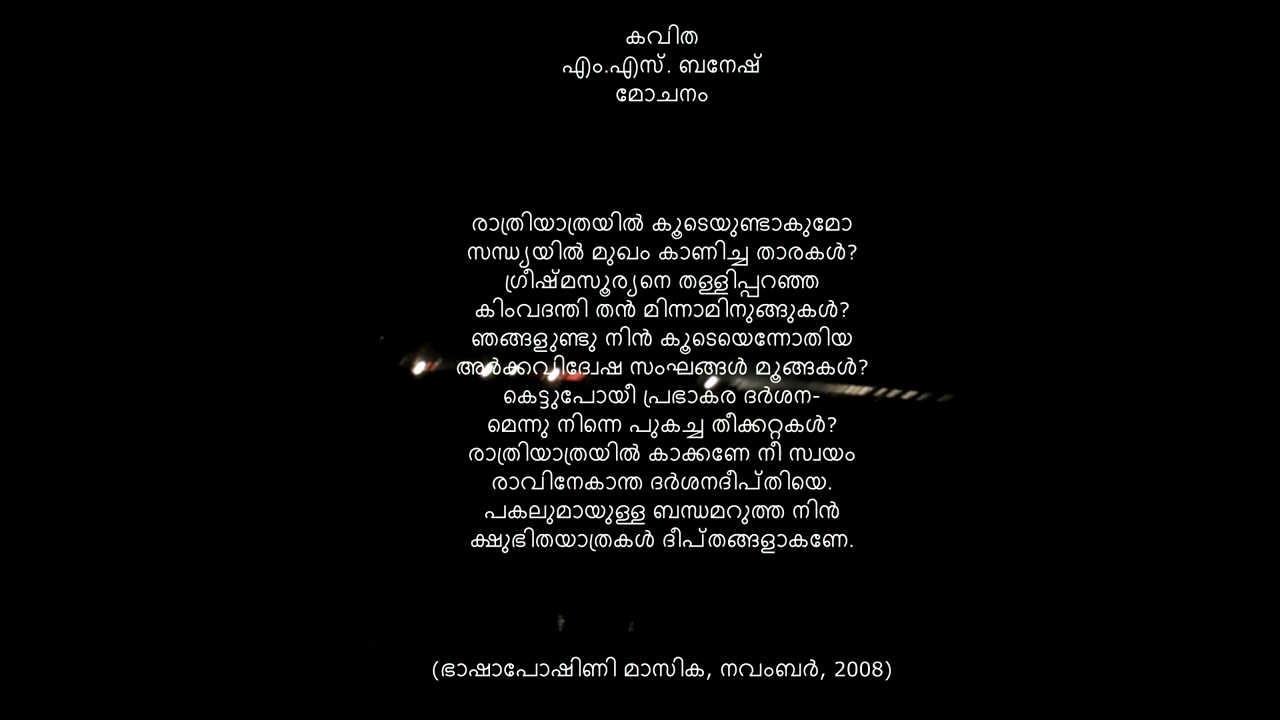 കവിത
എം.എസ്. ബനേഷ്
മോചനം
രാത്രിയാത്രയിൽ കൂടെയുണ്ടാകുമോ
സന്ധ്യയിൽ മുഖം കാണിച്ച താരകൾ?
ഗ്രീഷ്മസൂര്യനെ തള്ളിപ്പറഞ്ഞ
കിംവദന്തി തൻ മിന്നാമിനുങ്ങുകൾ?
ഞങ്ങളുണ്ടു നിൻ കൂടെയെന്നോതിയ
അർക്കവിദ്വേഷ സംഘങ്ങൾ മൂങ്ങകൾ?
കെട്ടുപോയീ പ്രഭാകര ദർശന-
മെന്നു നിന്നെ പുകച്ച തീക്കറ്റകൾ?
രാത്രിയാത്രയിൽ കാക്കണേ നീ സ്വയം
രാവിനേകാന്ത ദർശനദീപ്തിയെ.
പകലുമായുള്ള ബന്ധമറുത്ത നിൻ
ക്ഷുഭിതയാത്രകൾ ദീപ്തങ്ങളാകണേ.
(ഭാഷാപോഷിണി മാസിക, നവംബർ, 2008)